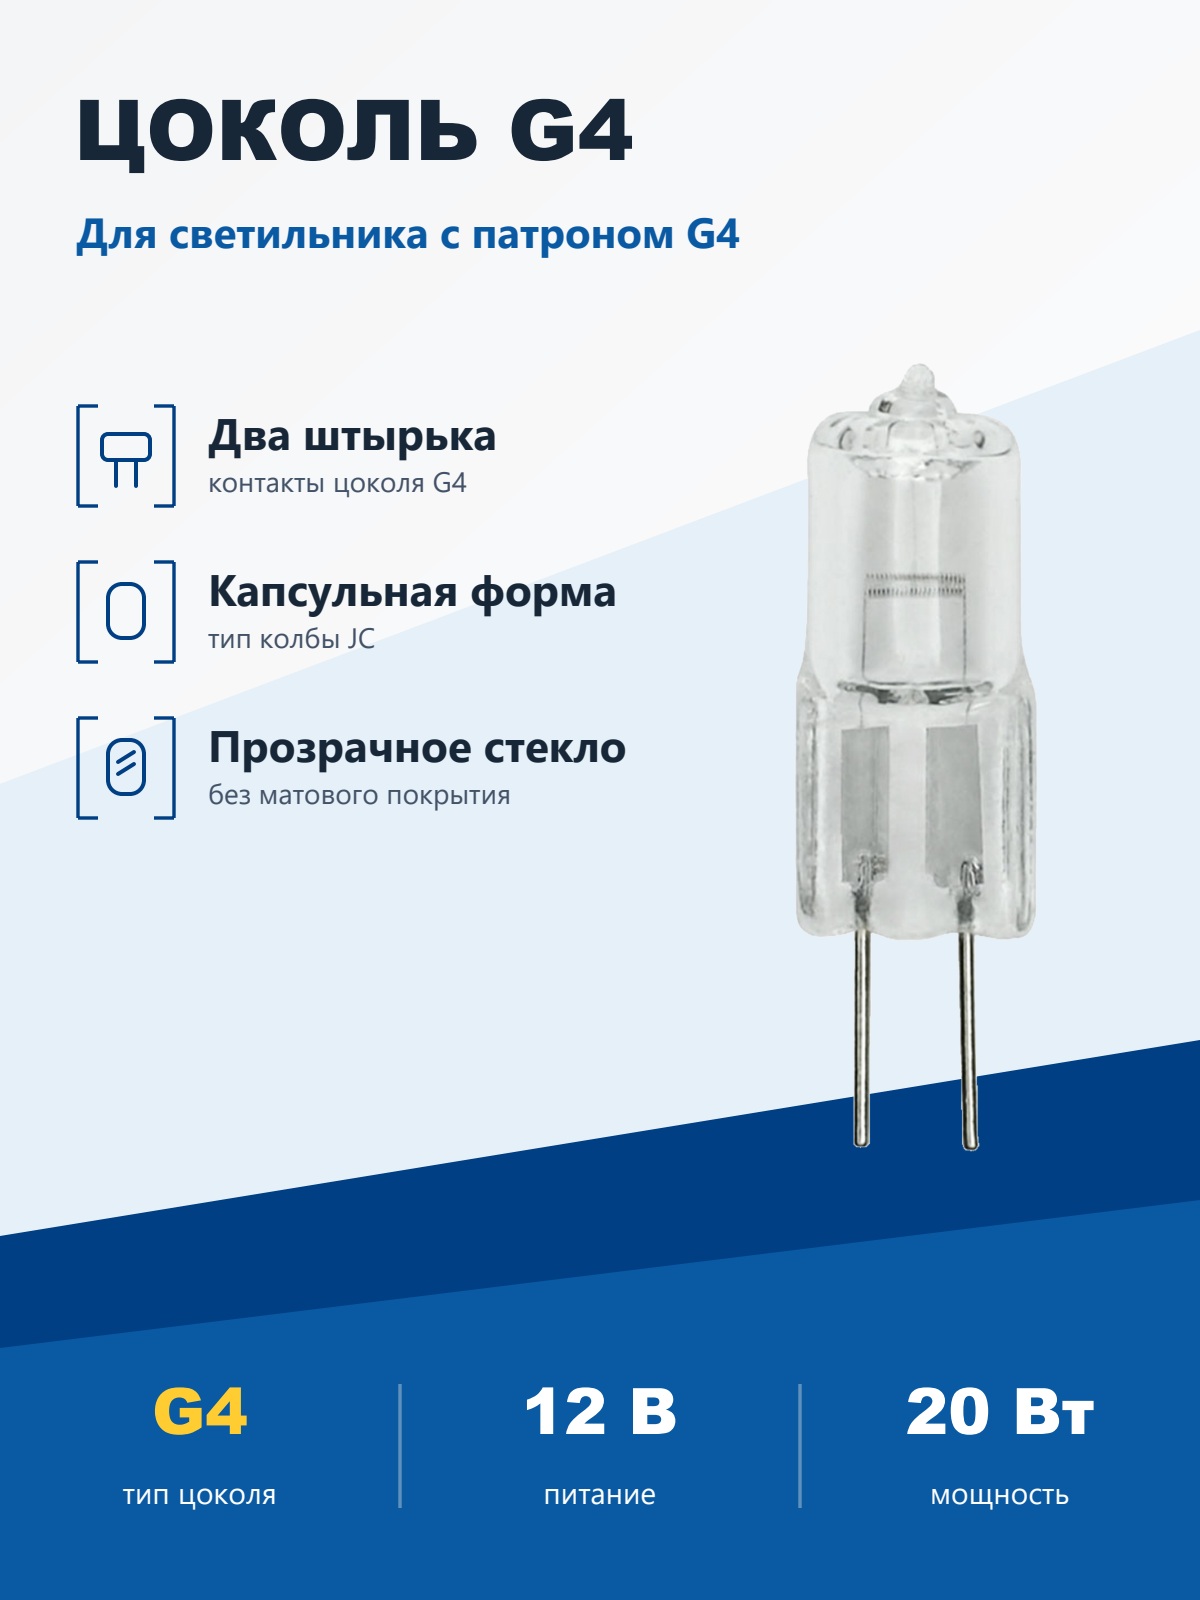 ЦОКОЛЬ G4
Для светильника с патроном G4
Два штырька
контакты цоколя G4
Капсульная форма
тип колбы JC
Прозрачное стекло
без матового покрытия
G4
тип цоколя
12 В
питание
20 Вт
мощность